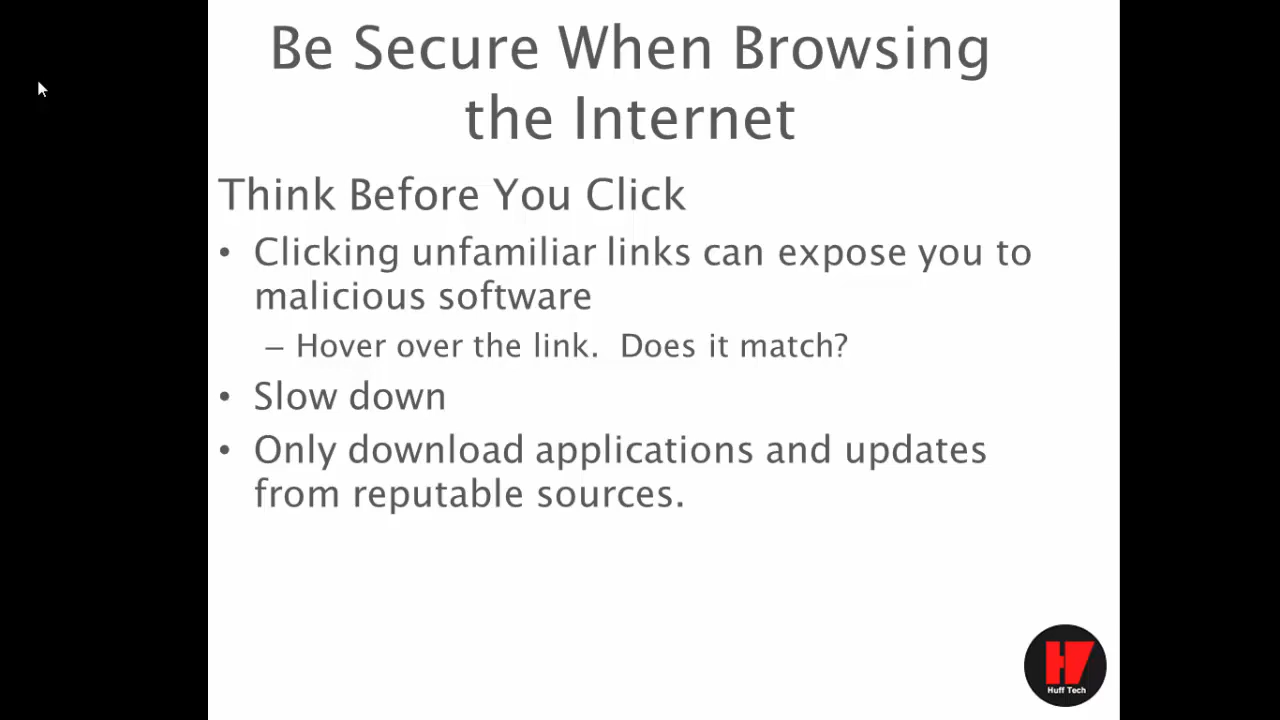 Be Secure When Browsing
the Internet
Think Before You Click
• Clicking unfamiliar links can expose you to
malicious software
– Hover over the link.  Does it match?
• Slow down
• Only download applications and updates
from reputable sources.
Huff Tech